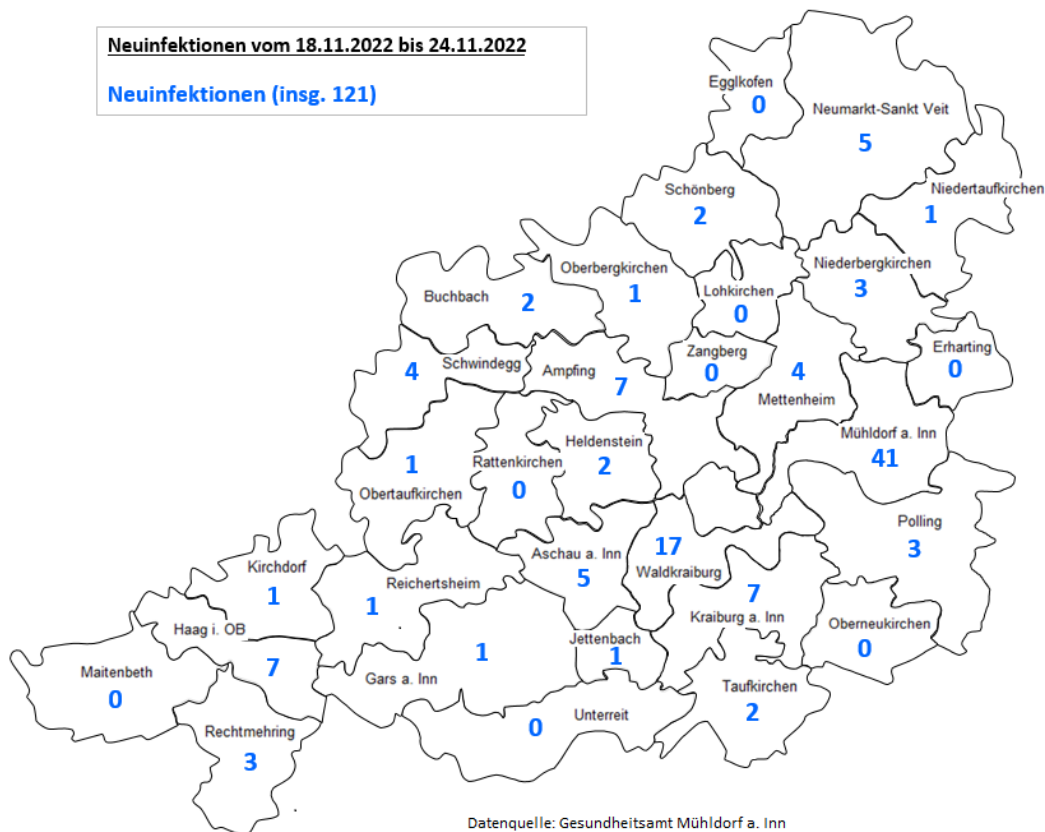 Neuinfektionen vom 18.11.2022 bis 24.11.2022
Neuinfektionen (insg. 121)
Egglkofen
0
Neumarkt-Sankt Veit
5
Schönberg
2
Niedertaufkirchen
1
Oberbergkirchen
1
Lohkirchen
0
Niederbergkirchen
3
Buchbach
2
Schwindegg
4
Ampfing
7
Zangberg
0
4
Mettenheim
Erharting
0
Mühldorf a. Inn
41
1
Obertaufkirchen
Rattenkirchen
0
Heldenstein
2
Polling
3
Kirchdorf
1
Reichertsheim
1
Aschau a. Inn
5
17
Waldkraiburg
7
Kraiburg a. Inn
Oberneukirchen
0
Haag i. OB
7
Maitenbeth
0
Gars a. Inn
1
Jettenbach
1
Taufkirchen
2
Rechtmehring
3
0
Unterreit
Datenquelle: Gesundheitsamt Mühldorf a. Inn